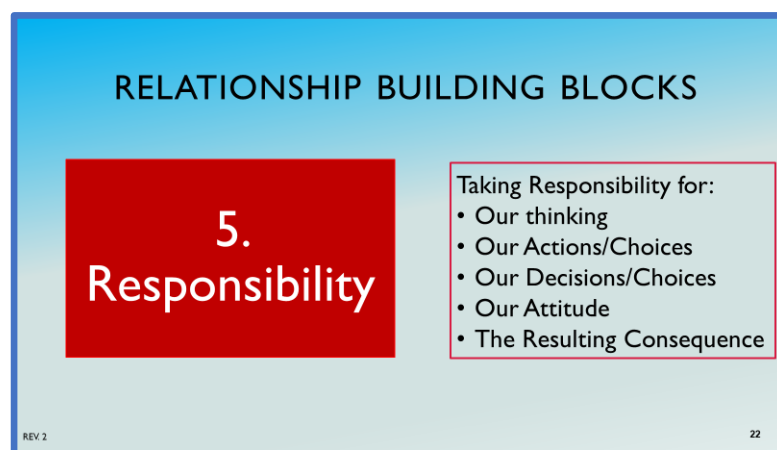 RELATIONSHIP BUILDING BLOCKS
5.
Responsibility
Taking Responsibility for:
• Our thinking
• Our Actions/Choices
• Our Decisions/Choices
• Our Attitude
• The Resulting Consequence
REV. 2
22